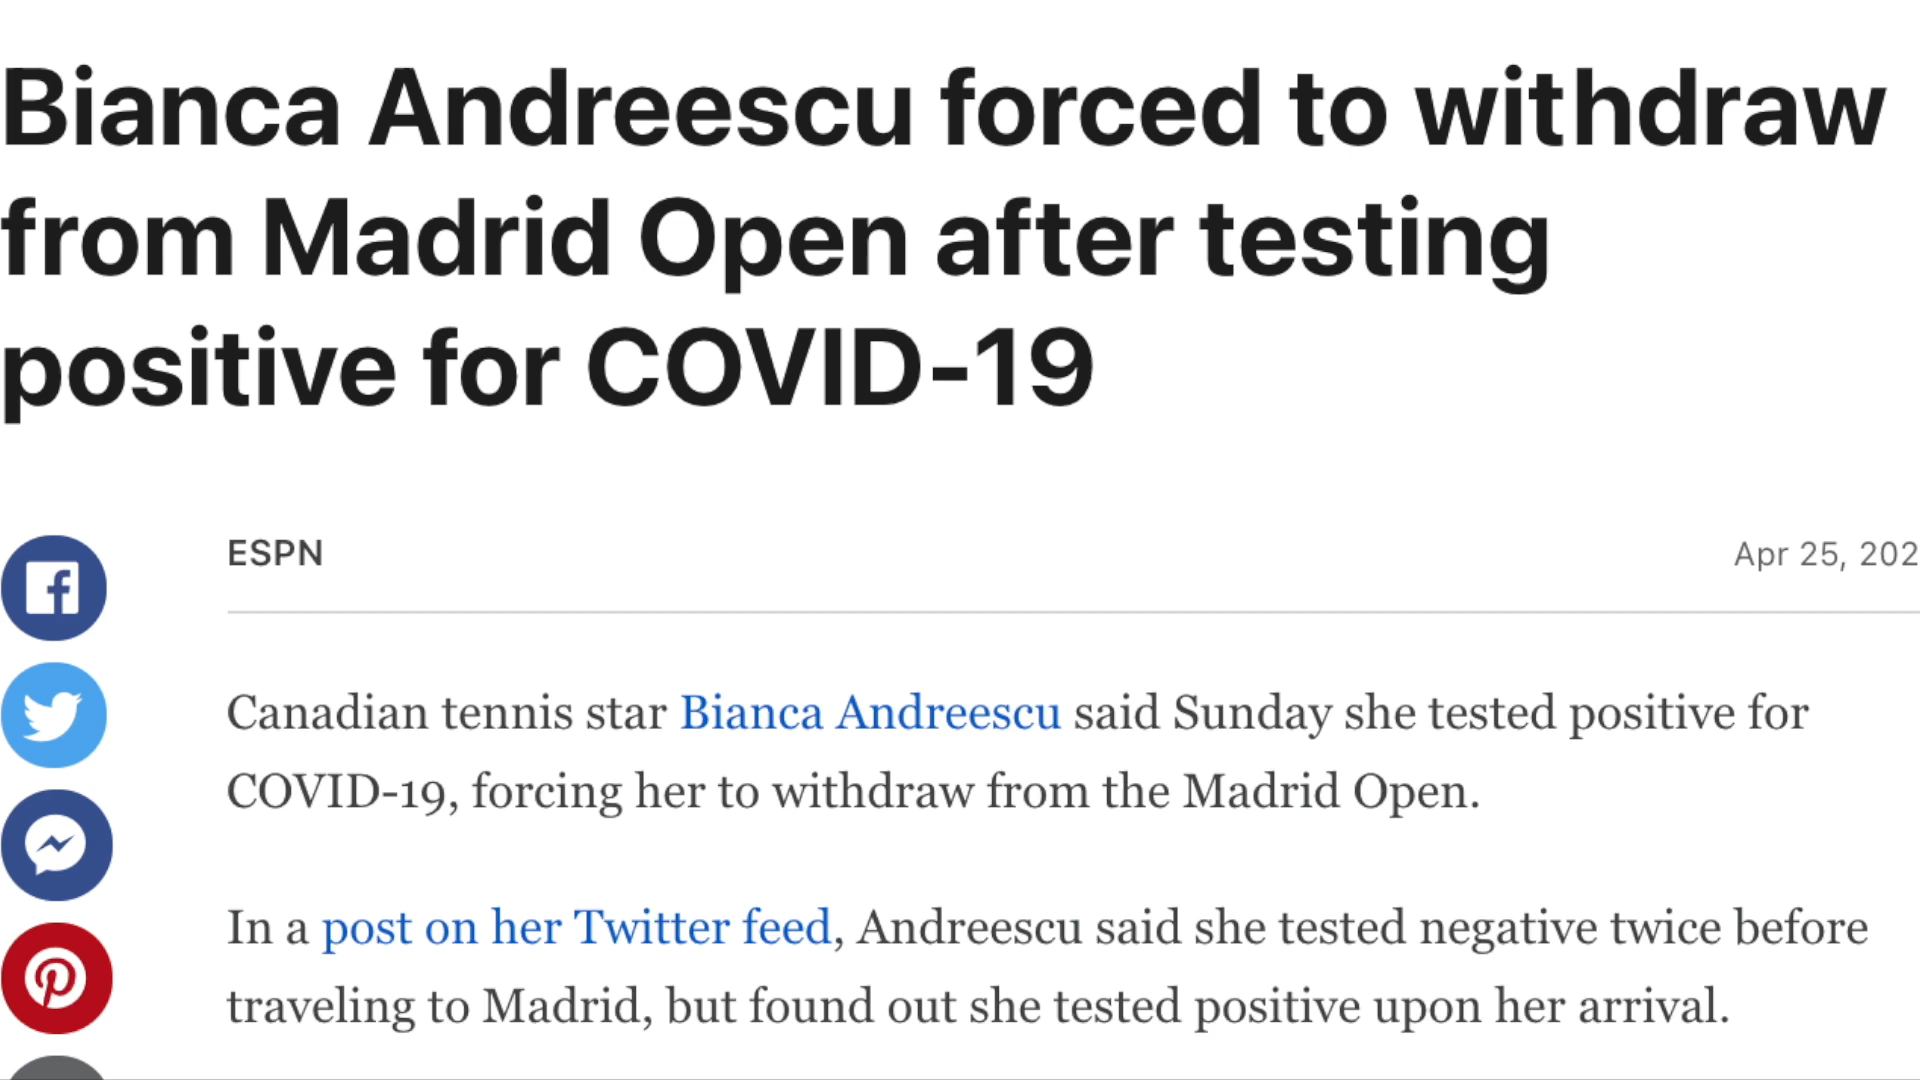 Bianca Andreescu forced to withdraw
from Madrid Open after testing
positive for COVID-19
ESPN
Apr 25, 202
Canadian tennis star Bianca Andreescu said Sunday she tested positive for
COVID-19, forcing her to withdraw from the Madrid Open.
In a post on her Twitter feed, Andreescu said she tested negative twice before
traveling to Madrid, but found out she tested positive upon her arrival.